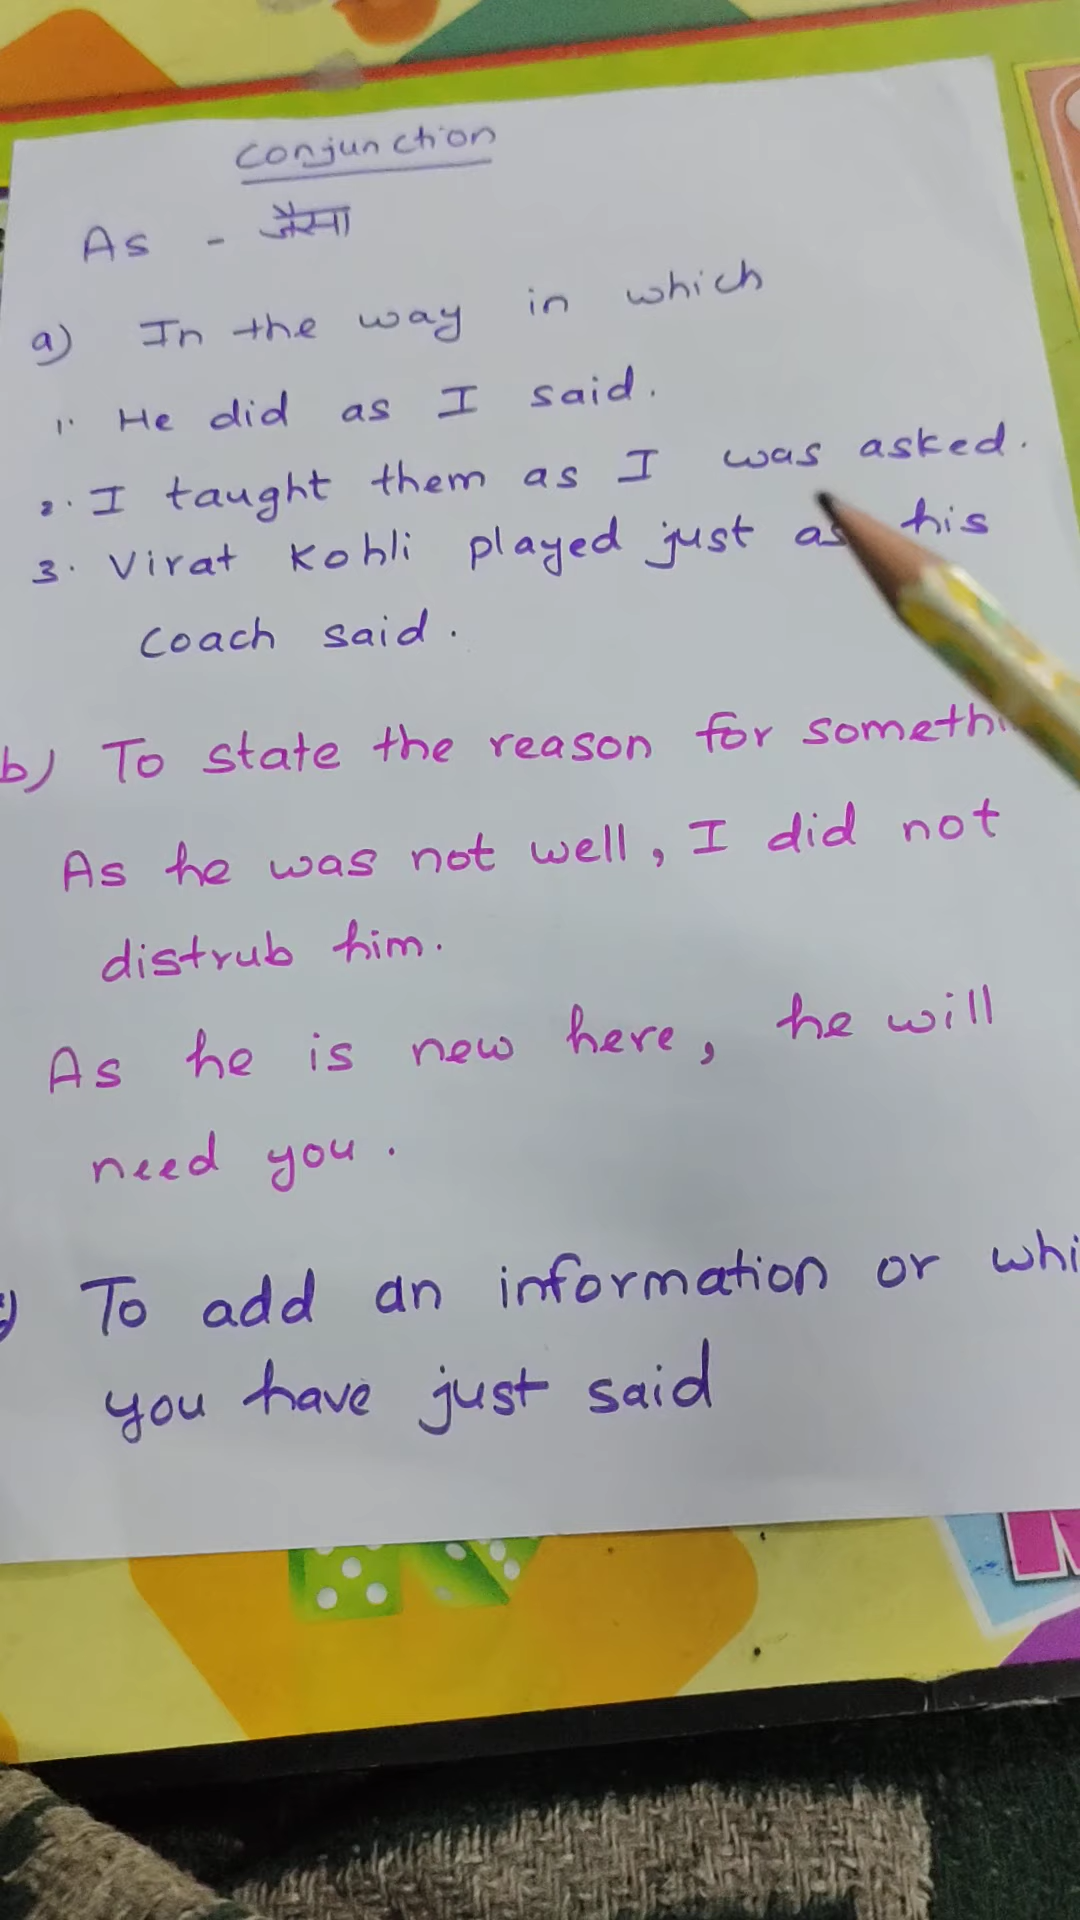 Conjunction
As - जैसा
a) In the way in which
1. He did as I said.
2. I taught them as I was asked.
3. Virat Kohli played just as his
Coach said.
b) To state the reason for
As he was not well, I did not
distrub him.
As he is new here, he will
need you.
To add an information or
you have just said